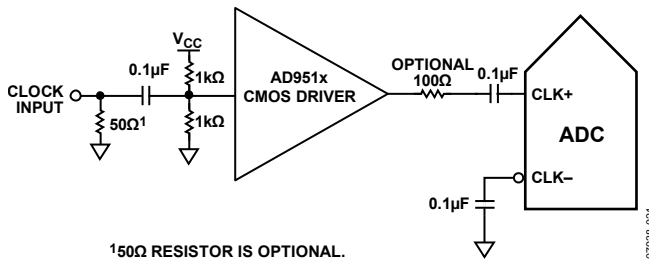 VCC
0.1µF
1kΩ
CLOCK
INPUT
50Ω1
1kΩ
AD951x
CMOS DRIVER
OPTIONAL
100Ω
0.1µF
CLK+
ADC
CLK–
0.1µF
150Ω RESISTOR IS OPTIONAL.